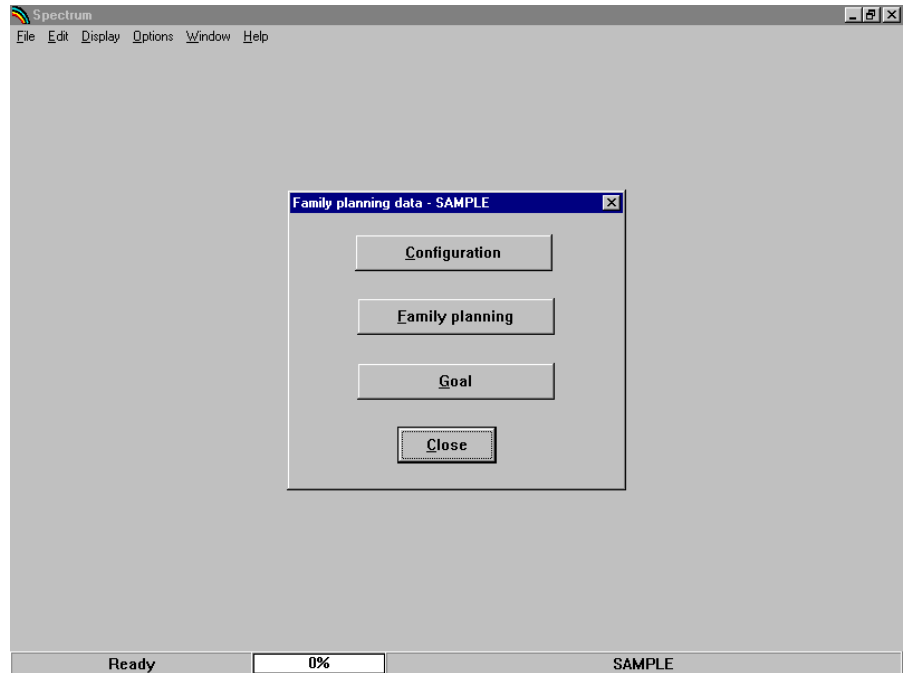 Spectrum
File Edit Display Options Window Help
Family planning data - SAMPLE
Configuration
Family planning
Goal
Close
Ready 0% SAMPLE